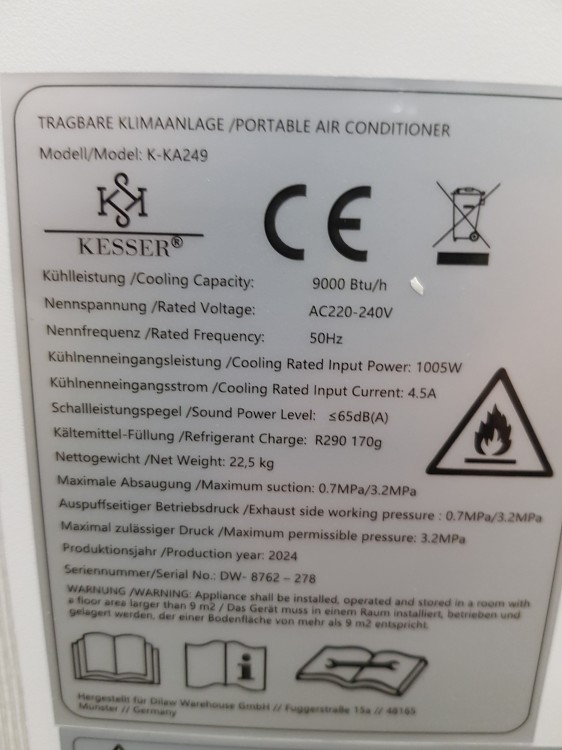 TRAGBARE KLIMAANLAGE /PORTABLE AIR CONDITIONER
Modell/Model: K-KA249
KESSER®
CE
Kühlleistung /Cooling Capacity: 9000 Btu/h
Nennspannung /Rated Voltage: AC220-240V
Nennfrequenz /Rated Frequency: 50Hz
Kühlnenneingangsleistung /Cooling Rated Input Power: 1005W
Kühlnenneingangsstrom /Cooling Rated Input Current: 4.5A
Schallleistungspegel /Sound Power Level: ≤65dB(A)
Kältemittel-Füllung /Refrigerant Charge: R290 170g
Nettogewicht /Net Weight: 22,5 kg
Maximale Absaugung /Maximum suction: 0.7MPa/3.2MPa
Auspuffseitiger Betriebsdruck /Exhaust side working pressure : 0.7MPa/3.2MPa
Maximal zulässiger Druck /Maximum permissible pressure: 3.2MPa
Produktionsjahr /Production year: 2024
Seriennummer/Serial No.: DW- 8762 – 278
WARNUNG /WARNING: Appliance shall be installed, operated and stored in a room with
a floor area larger than 9 m2 / Das Gerät muss in einem Raum installiert, betrieben und
gelagert werden, der einer Bodenfläche von mehr als 9 m2 entspricht.
Hergestellt für Dilaw Warehouse GmbH // Fuggerstraße 15a // 48165
Münster // Germany